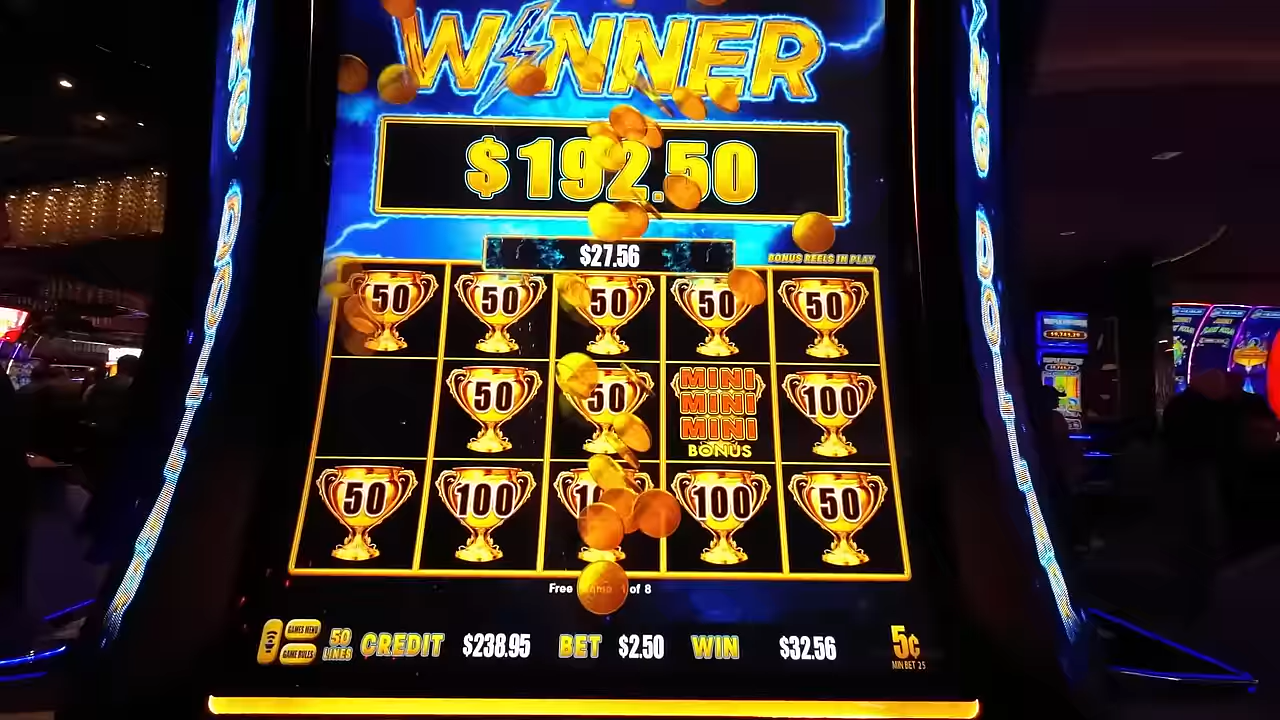 WINNER
$192.50
$27.56
BONUS REELS IN PLAY
50 50 50 50 50
50 50 MINI 100
MINI
MINI
BONUS
50 100 100 50
Free of 8
GAMES MENU
GAME RULES
50 LINES
CREDIT $238.95 BET $2.50 WIN $32.56
5¢
MIN BET 25